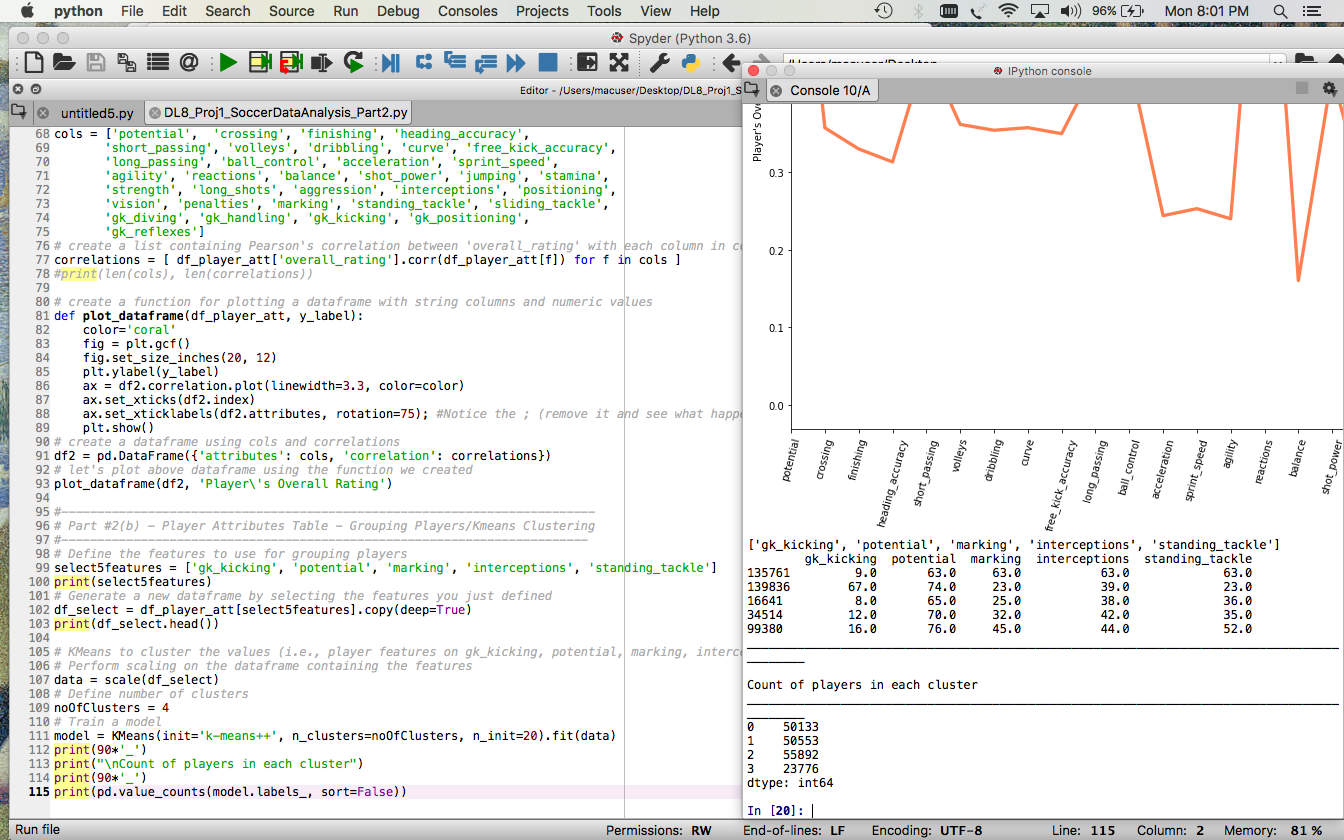 python File Edit Search Source Run Debug Consoles Projects Tools View Help 96% Mon 8:01 PM
Spyder (Python 3.6)
Editor - /Users/macuser/Desktop/DL8_Proj1_S
untitled5.py DL8_Proj1_SoccerDataAnalysis_Part2.py
68 cols = ['potential', 'crossing', 'finishing', 'heading_accuracy',
69 'short_passing', 'volleys', 'dribbling', 'curve', 'free_kick_accuracy',
70 'long_passing', 'ball_control', 'acceleration', 'sprint_speed',
71 'agility', 'reactions', 'balance', 'shot_power', 'jumping', 'stamina',
72 'strength', 'long_shots', 'aggression', 'interceptions', 'positioning',
73 'vision', 'penalties', 'marking', 'standing_tackle', 'sliding_tackle',
74 'gk_diving', 'gk_handling', 'gk_kicking', 'gk_positioning',
75 'gk_reflexes']
76 # create a list containing Pearson's correlation between 'overall_rating' with each column in c
77 correlations = [ df_player_att['overall_rating'].corr(df_player_att[f]) for f in cols ]
78 #print(len(cols), len(correlations))
79
80 # create a function for plotting a dataframe with string columns and numeric values
81 def plot_dataframe(df_player_att, y_label):
82 color='coral'
83 fig = plt.gcf()
84 fig.set_size_inches(20, 12)
85 plt.ylabel(y_label)
86 ax = df2.correlation.plot(linewidth=3.3, color=color)
87 ax.set_xticks(df2.index)
88 ax.set_xticklabels(df2.attributes, rotation=75); #Notice the ; (remove it and see what happe
89 plt.show()
90 # create a dataframe using cols and correlations
91 df2 = pd.DataFrame({'attributes': cols, 'correlation': correlations})
92 # let's plot above dataframe using the function we created
93 plot_dataframe(df2, 'Player\'s Overall Rating')
94
95 #--------------------------------------------------------------------------
96 # Part #2(b) - Player Attributes Table - Grouping Players/Kmeans Clustering
97 #-------------------------------------------------------------------------
98 # Define the features to use for grouping players
99 select5features = ['gk_kicking', 'potential', 'marking', 'interceptions', 'standing_tackle']
100 print(select5features)
101 # Generate a new dataframe by selecting the features you just defined
102 df_select = df_player_att[select5features].copy(deep=True)
103 print(df_select.head())
104
105 # KMeans to cluster the values (i.e., player features on gk_kicking, potential, marking, interc
106 # Perform scaling on the dataframe containing the features
107 data = scale(df_select)
108 # Define number of clusters
109 noOfClusters = 4
110 # Train a model
111 model = KMeans(init='k-means++', n_clusters=noOfClusters, n_init=20).fit(data)
112 print(90*'_')
113 print("\nCount of players in each cluster")
114 print(90*'_')
115 print(pd.value_counts(model.labels_, sort=False))
IPython console
Console 10/A
Player's Ov
0.3
0.2
0.1
0.0
potential crossing finishing heading_accuracy short_passing volleys dribbling curve free_kick_accuracy long_passing ball_control acceleration sprint_speed agility reactions balance shot_power
['gk_kicking', 'potential', 'marking', 'interceptions', 'standing_tackle']
gk_kicking potential marking interceptions standing_tackle
135761 9.0 63.0 63.0 63.0 63.0
139836 67.0 74.0 23.0 39.0 23.0
16641 8.0 65.0 25.0 38.0 36.0
34514 12.0 70.0 32.0 42.0 35.0
99380 16.0 76.0 45.0 44.0 52.0
Count of players in each cluster
0 50133
1 50553
2 55892
3 23776
dtype: int64
In [20]:
Run file Permissions: RW End-of-lines: LF Encoding: UTF-8 Line: 115 Column: 2 Memory: 81 %